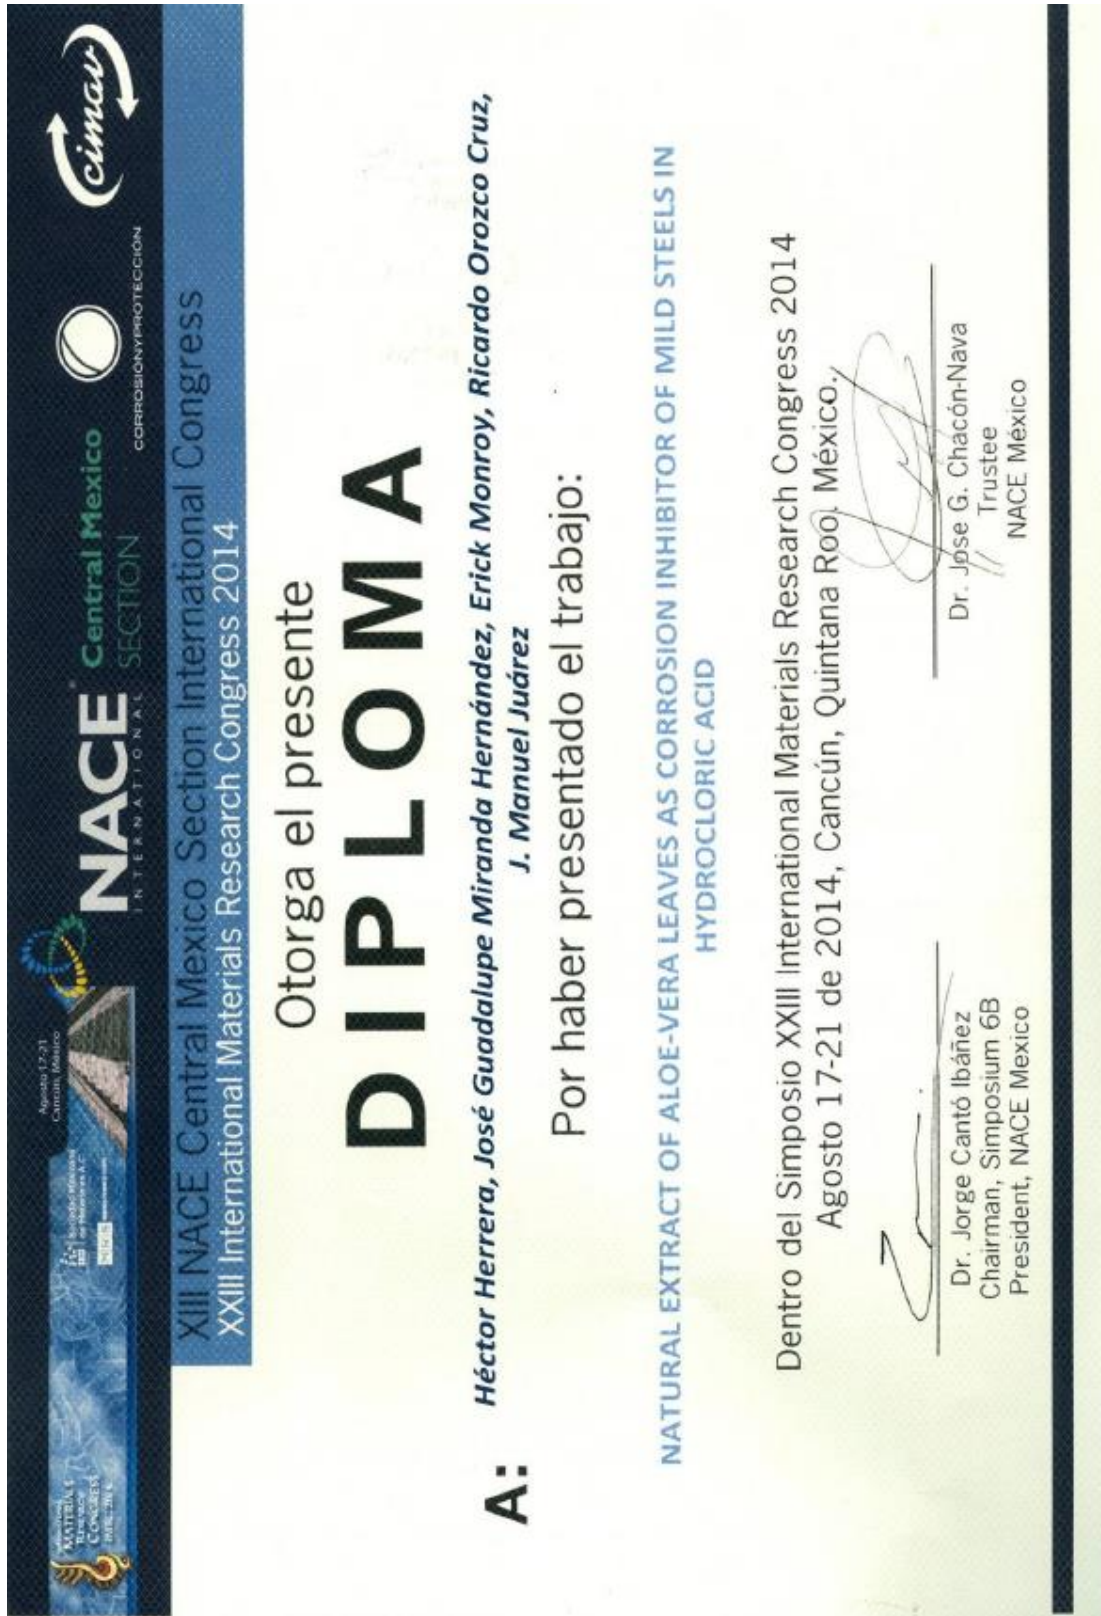 INTERNATIONAL
MATERIALS
RESEARCH
CONGRESS
Agosto 17-21
Cancún, México
NACE
INTERNATIONAL
Central Mexico
SECTION
CORROSIONYPROTECCIÓN
cimav
XIII NACE Central Mexico Section International Congress
XXIII International Materials Research Congress 2014
Otorga el presente
DIPLOMA
A: Héctor Herrera, José Guadalupe Miranda Hernández, Erick Monroy, Ricardo Orozco Cruz,
J. Manuel Juárez
Por haber presentado el trabajo:
NATURAL EXTRACT OF ALOE-VERA LEAVES AS CORROSION INHIBITOR OF MILD STEELS IN
HYDROCLORIC ACID
Dentro del Simposio XXIII International Materials Research Congress 2014
Agosto 17-21 de 2014, Cancún, Quintana Roo, México.
Dr. Jorge Cantó Ibáñez
Chairman, Simposium 6B
President, NACE Mexico
Dr. Jose G. Chacón-Nava
Trustee
NACE México